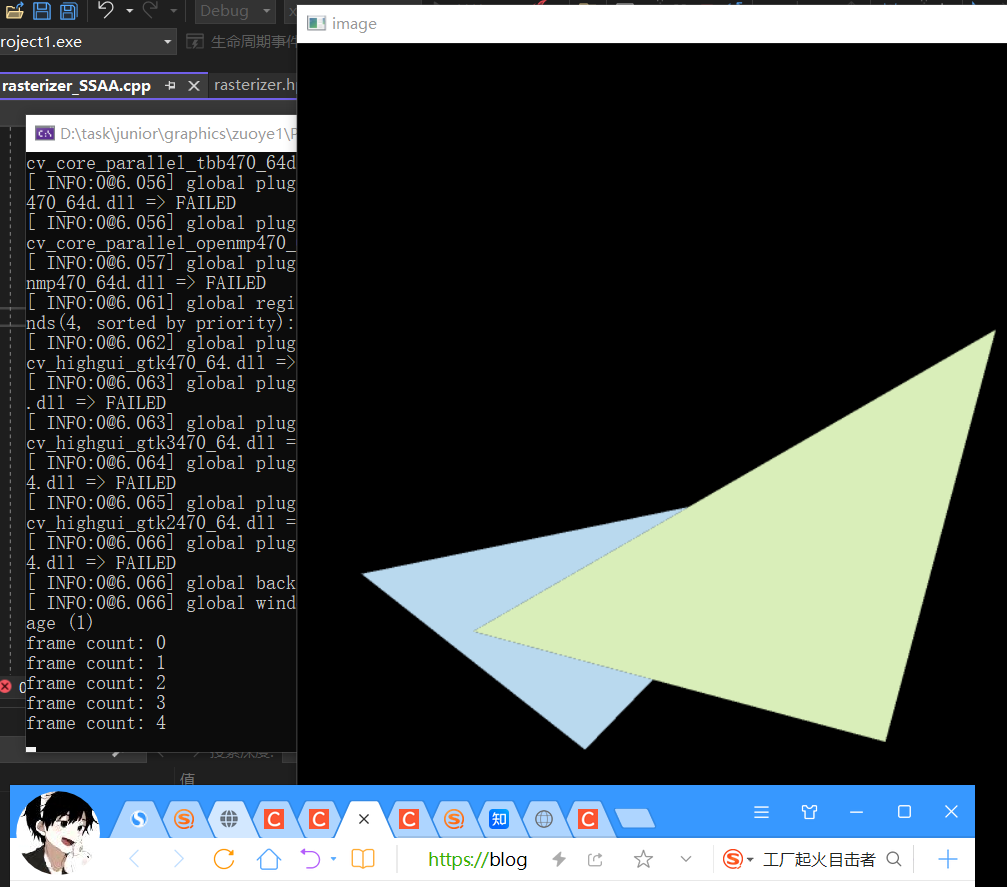 Debug
roject1.exe
生命周期事件
image
rasterizer_SSAA.cpp
rasterizer.h
D:\task\junior\graphics\zuoye1\P
cv_core_parallel_tbb470_64d
[ INFO:0@6.056] global plug
470_64d.dll => FAILED
[ INFO:0@6.056] global plug
cv_core_parallel_openmp470_
[ INFO:0@6.057] global plug
nmp470_64d.dll => FAILED
[ INFO:0@6.061] global regi
nds(4, sorted by priority):
[ INFO:0@6.062] global plug
cv_highgui_gtk470_64.dll =>
[ INFO:0@6.063] global plug
.dll => FAILED
[ INFO:0@6.063] global plug
cv_highgui_gtk3470_64.dll =
[ INFO:0@6.064] global plug
4.dll => FAILED
[ INFO:0@6.065] global plug
cv_highgui_gtk2470_64.dll =
[ INFO:0@6.066] global plug
4.dll => FAILED
[ INFO:0@6.066] global back
[ INFO:0@6.066] global wind
age (1)
frame count: 0
frame count: 1
frame count: 2
frame count: 3
frame count: 4
0
搜索深度:
值
知
https://blog
工厂起火目击者